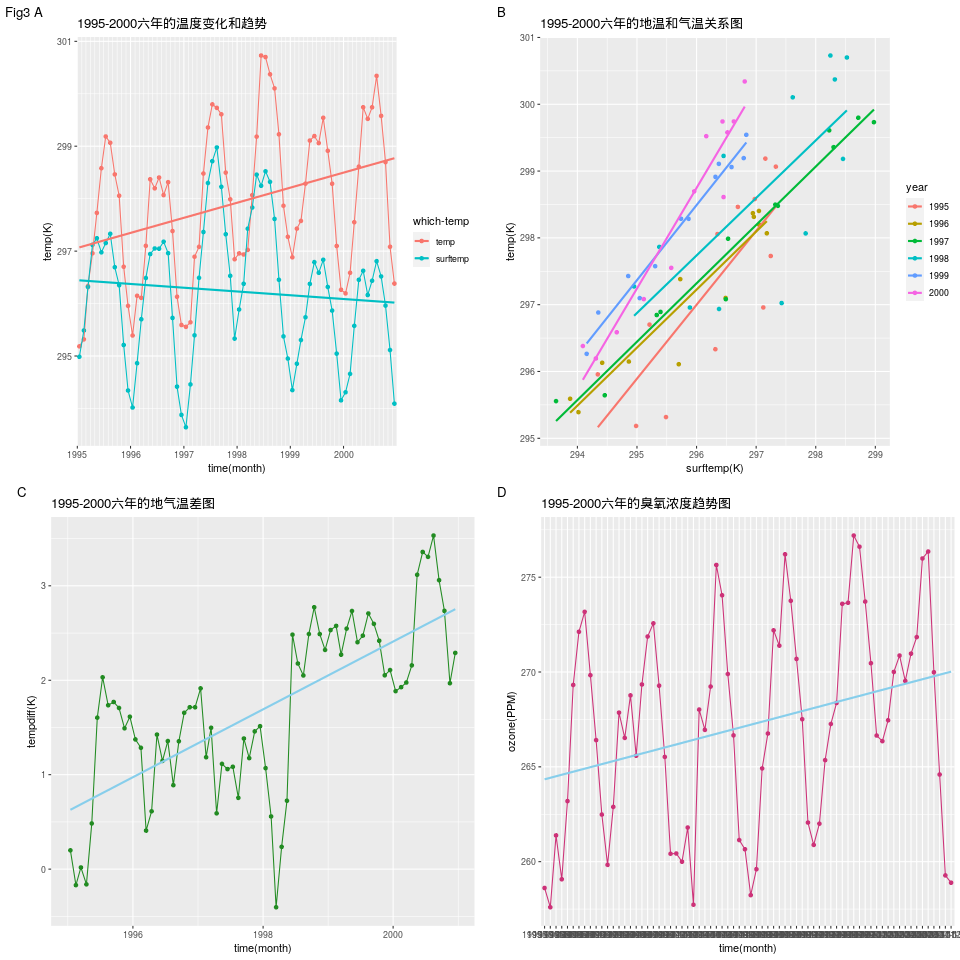 Fig3 A
1995-2000六年的温度变化和趋势
301
299
297
295
temp(K)
1995 1996 1997 1998 1999 2000
time(month)
which-temp
temp
surftemp
B
1995-2000六年的地温和气温关系图
301
300
299
298
297
296
295
temp(K)
294 295 296 297 298 299
surftemp(K)
year
1995
1996
1997
1998
1999
2000
C
1995-2000六年的地气温差图
3
2
1
0
tempdiff(K)
1996 1998 2000
time(month)
D
1995-2000六年的臭氧浓度趋势图
275
270
265
260
ozone(PPM)
time(month)